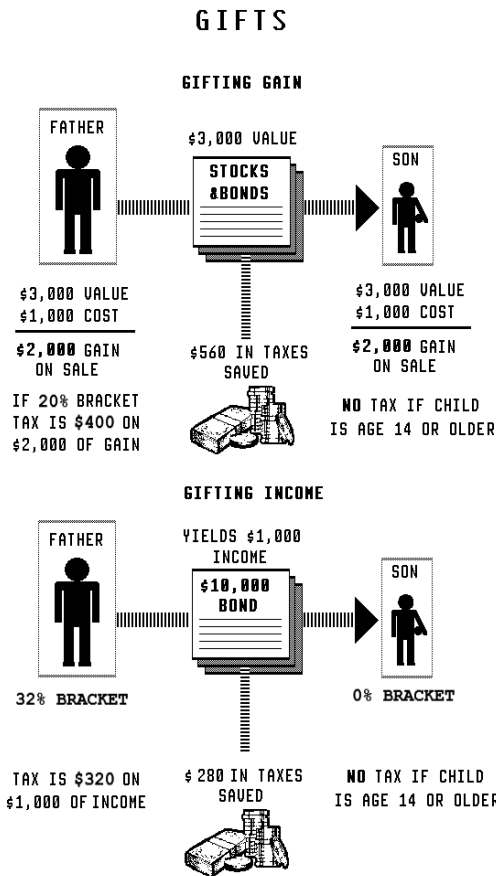 GIFTS
GIFTING GAIN
FATHER
$3,000 VALUE
STOCKS
&BONDS
SON
$3,000 VALUE
$1,000 COST
$2,000 GAIN
ON SALE
IF 20% BRACKET
TAX IS $400 ON
$2,000 OF GAIN
$560 IN TAXES
SAVED
$3,000 VALUE
$1,000 COST
$2,000 GAIN
ON SALE
NO TAX IF CHILD
IS AGE 14 OR OLDER
GIFTING INCOME
FATHER
YIELDS $1,000
INCOME
$10,000
BOND
SON
32% BRACKET
0% BRACKET
TAX IS $320 ON
$1,000 OF INCOME
$280 IN TAXES
SAVED
NO TAX IF CHILD
IS AGE 14 OR OLDER